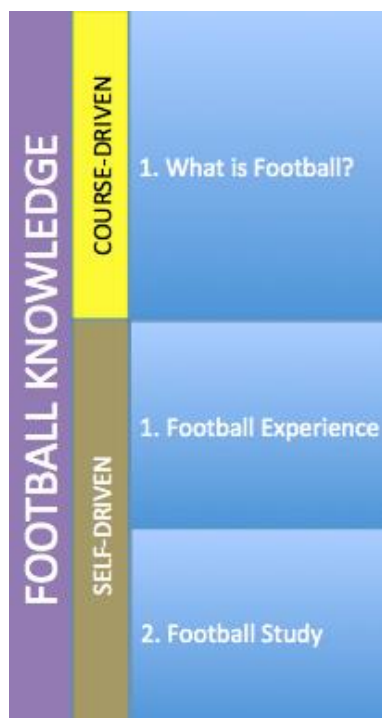 FOOTBALL KNOWLEDGE
COURSE-DRIVEN
1. What is Football?
SELF-DRIVEN
1. Football Experience
2. Football Study